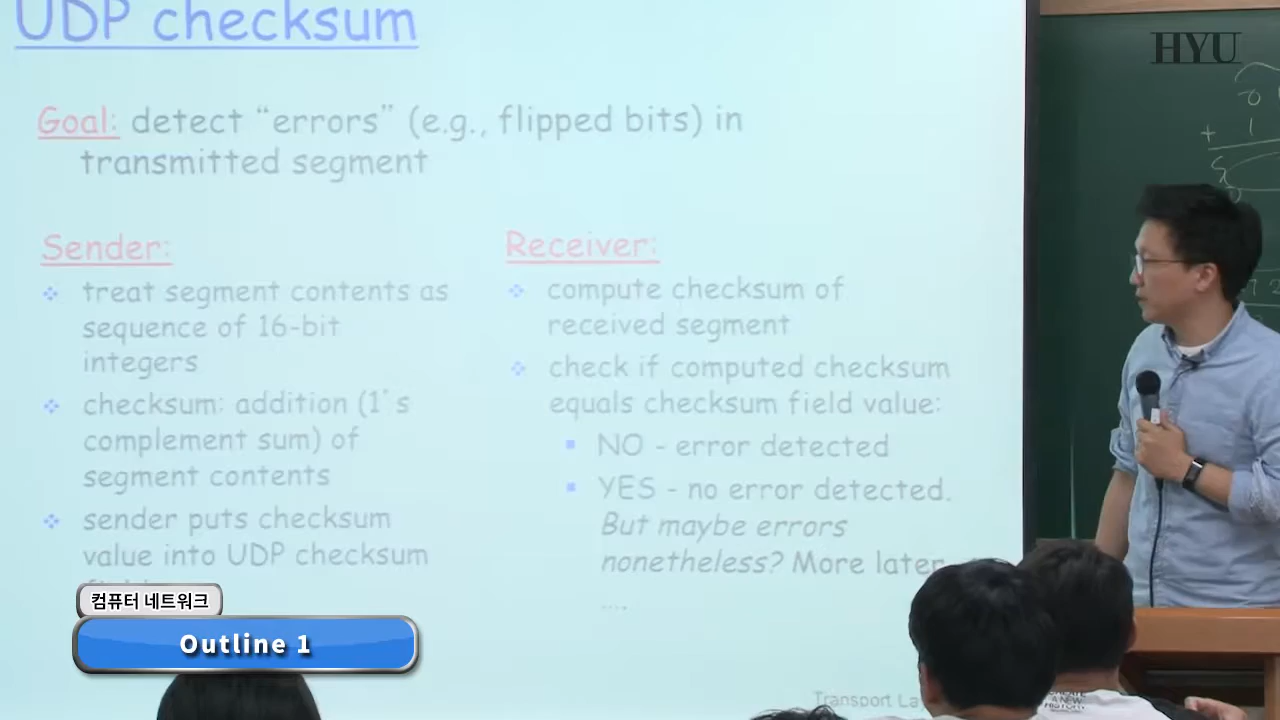 UDP checksum
HYU
Goal: detect “errors” (e.g., flipped bits) in
transmitted segment
Sender:
❖ treat segment contents as
sequence of 16-bit
integers
❖ checksum: addition (1's
complement sum) of
segment contents
❖ sender puts checksum
value into UDP checksum
Receiver:
❖ compute checksum of
received segment
❖ check if computed checksum
equals checksum field value:
▪ NO - error detected
▪ YES - no error detected.
But maybe errors
nonetheless? More later
….
컴퓨터 네트워크
Outline 1
Transport